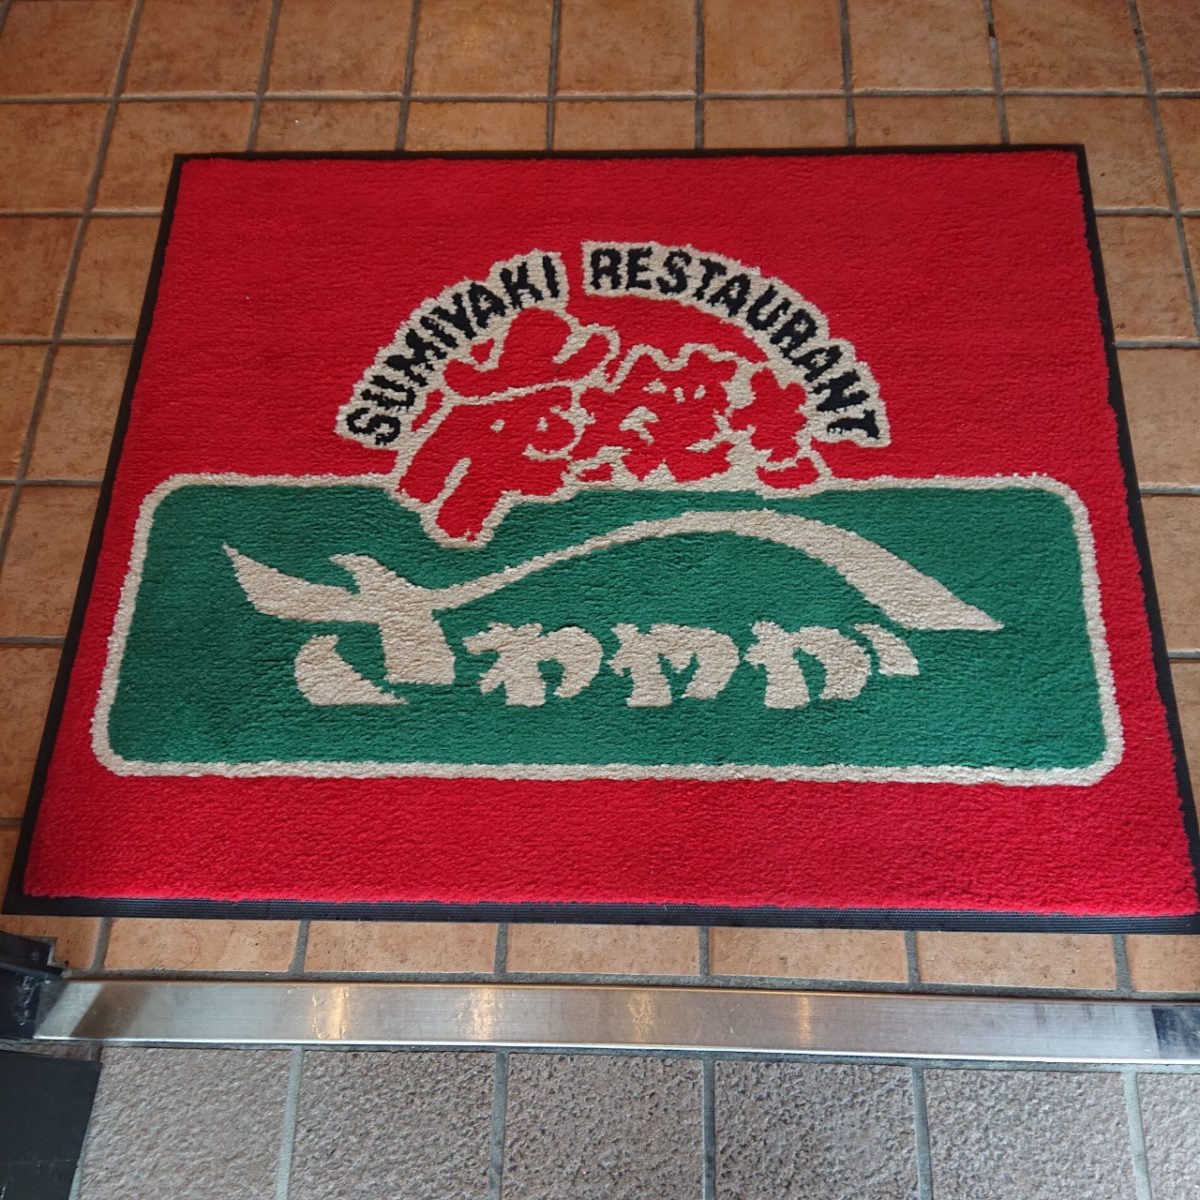 SUMIYAKI RESTAURANT
さわやか